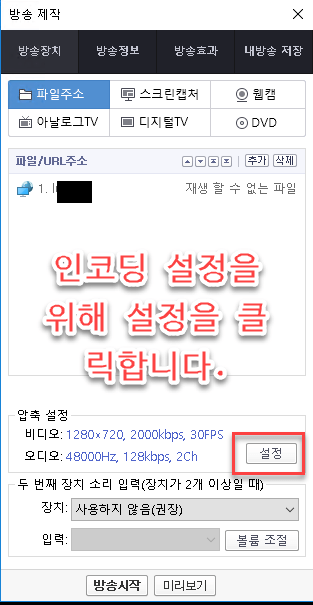 방송 제작
방송장치 방송정보 방송효과 내방송 저장
파일주소 스크린캡처 웹캠
아날로그TV 디지털TV DVD
파일/URL주소 추가 삭제
1. 재생 할 수 없는 파일
인코딩 설정을
위해 설정을 클
릭합니다.
압축 설정
비디오: 1280×720, 2000kbps, 30FPS
오디오: 48000Hz, 128kbps, 2Ch
설정
두 번째 장치 소리 입력(장치가 2개 이상일 때)
장치: 사용하지 않음(권장)
입력: 볼륨 조절
방송시작 미리보기